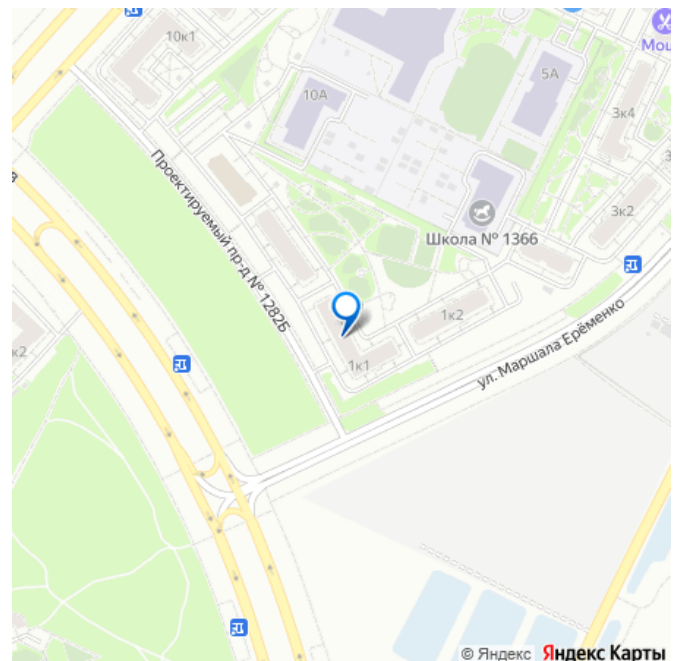 10к1
Мои
5А
10А
3к4
Проектируемый пр-д № 1282Б
3к2
Школа № 1366
1к2
ул. Маршала Ерёменко
к2
1к1
© Яндекс Яндекс Карты